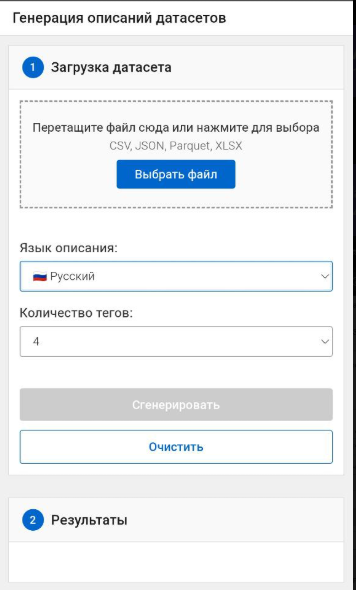 Генерация описаний датасетов
1 Загрузка датасета
Перетащите файл сюда или нажмите для выбора
CSV, JSON, Parquet, XLSX
Выбрать файл
Язык описания:
🇷🇺 Русский
Количество тегов:
4
Сгенерировать
Очистить
2 Результаты